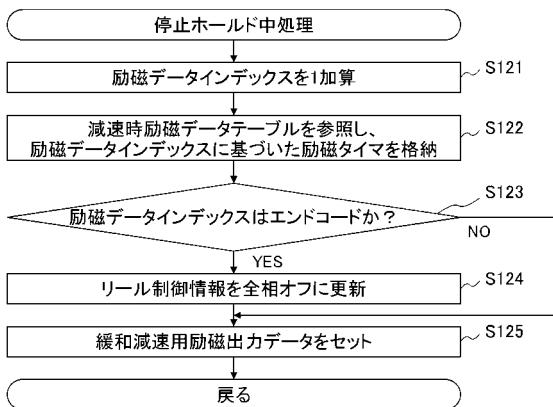 停止ホールド中処理
励磁データインデックスを1加算
S121
減速時励磁データテーブルを参照し、
励磁データインデックスに基づいた励磁タイマを格納
S122
励磁データインデックスはエンドコードか？
S123
NO
YES
リール制御情報を全相オフに更新
S124
緩和減速用励磁出力データをセット
S125
戻る